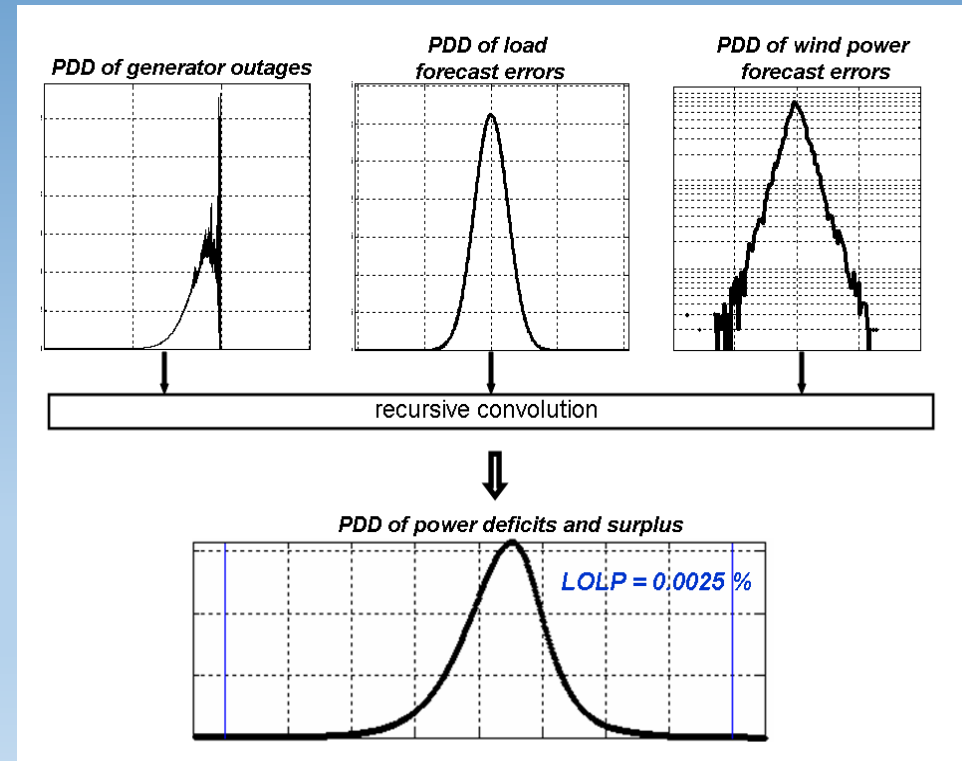 PDD of generator outages
PDD of load
forecast errors
PDD of wind power
forecast errors
recursive convolution
PDD of power deficits and surplus
LOLP = 0.0025 %